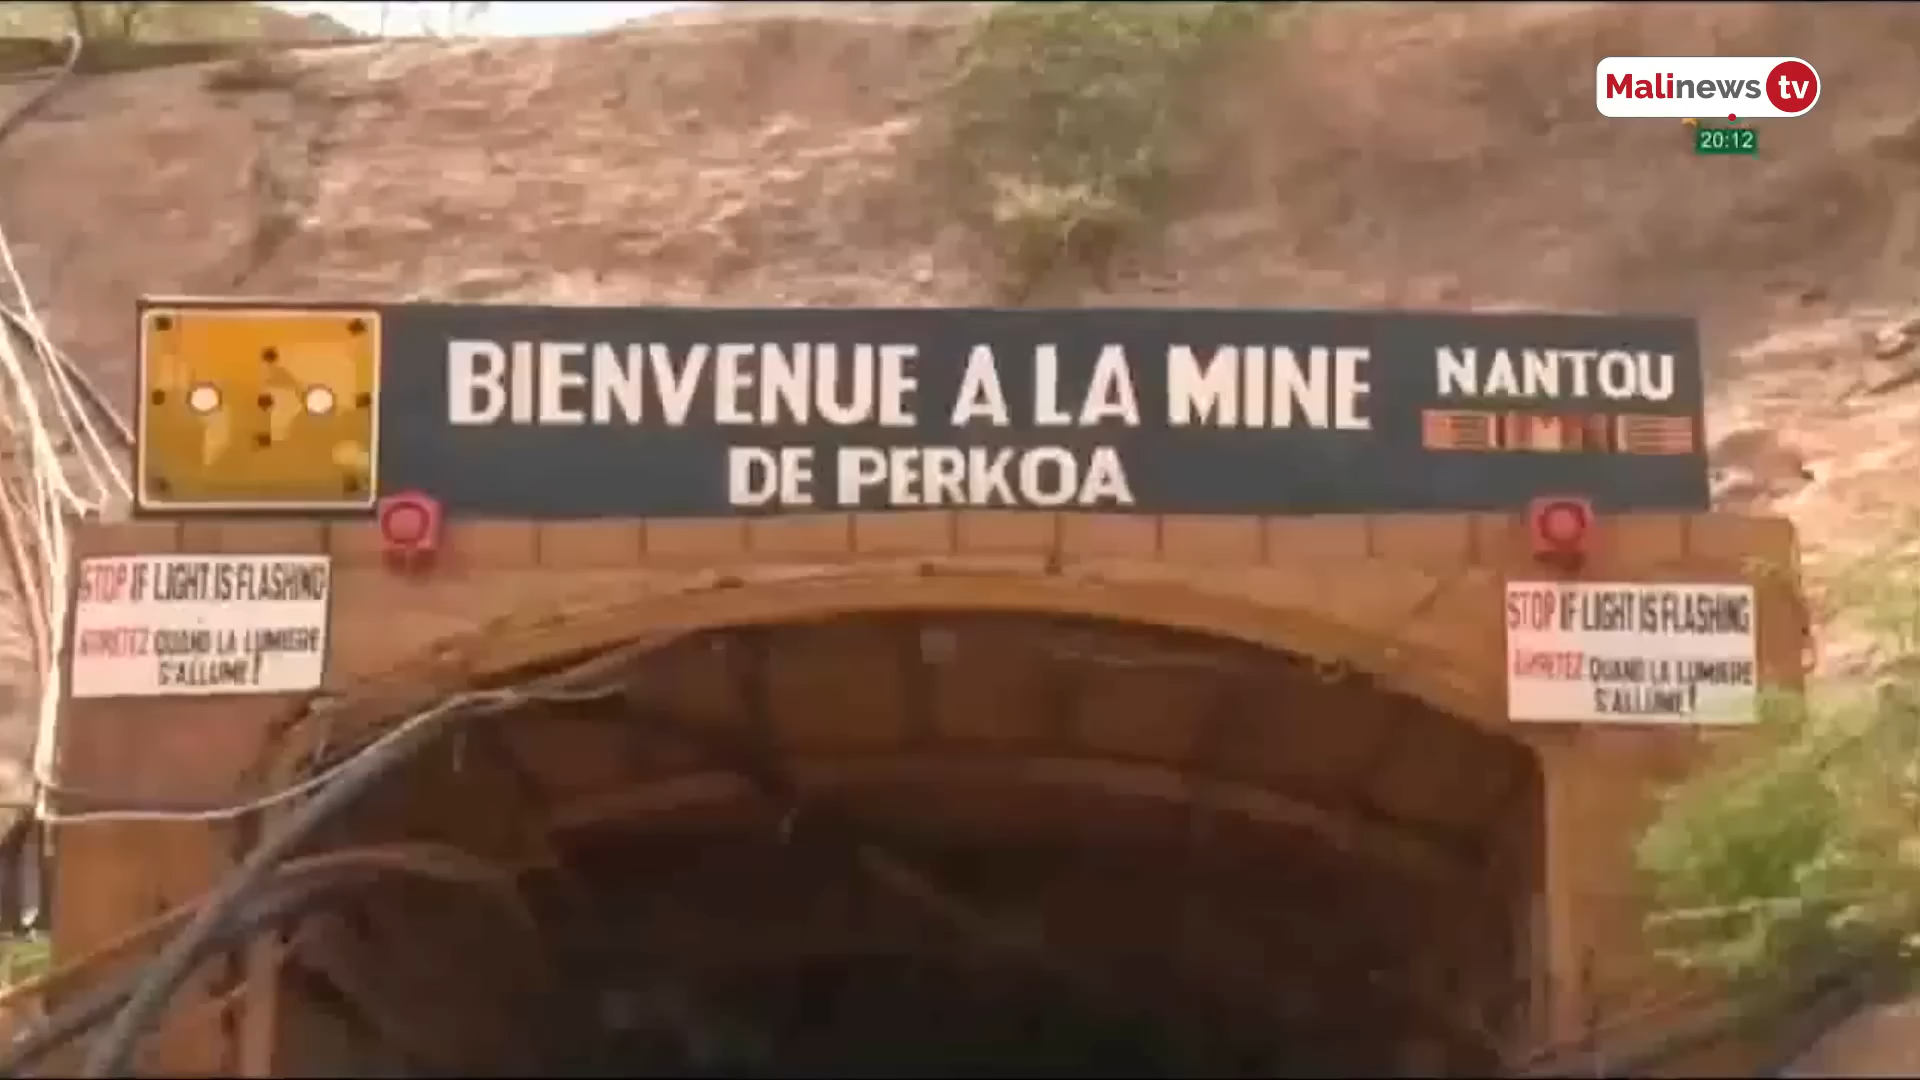 Malinews tv
20:12
BIENVENUE A LA MINE
DE PERKOA
NANTOU
STOP IF LIGHT IS FLASHING
ARRETEZ QUAND LA LUMIERE
S'ALLUME!
STOP IF LIGHT IS FLASHING
ARRETEZ QUAND LA LUMIERE
S'ALLUME!